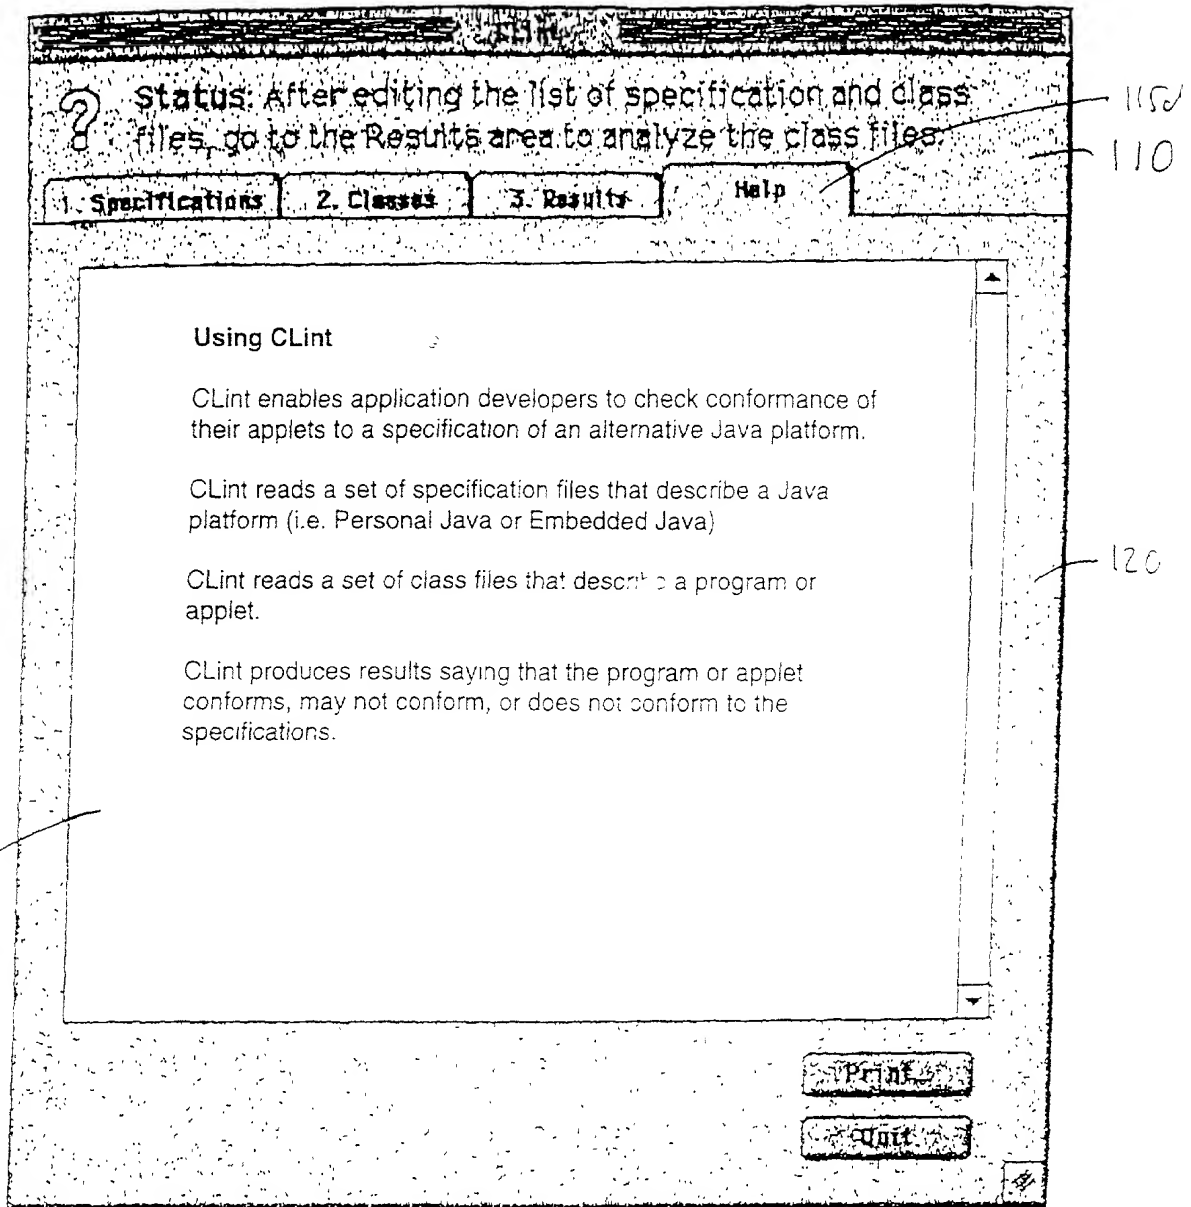 Status: After editing the list of specification and class
files, go to the Results area to analyze the class files.
115d
110
1. Specifications 2. Classes 3. Results Help
Using CLint
CLint enables application developers to check conformance of
their applets to a specification of an alternative Java platform.
CLint reads a set of specification files that describe a Java
platform (i.e. Personal Java or Embedded Java)
120
CLint reads a set of class files that describe a program or
applet.
CLint produces results saying that the program or applet
conforms, may not conform, or does not conform to the
specifications.
Print...
Quit